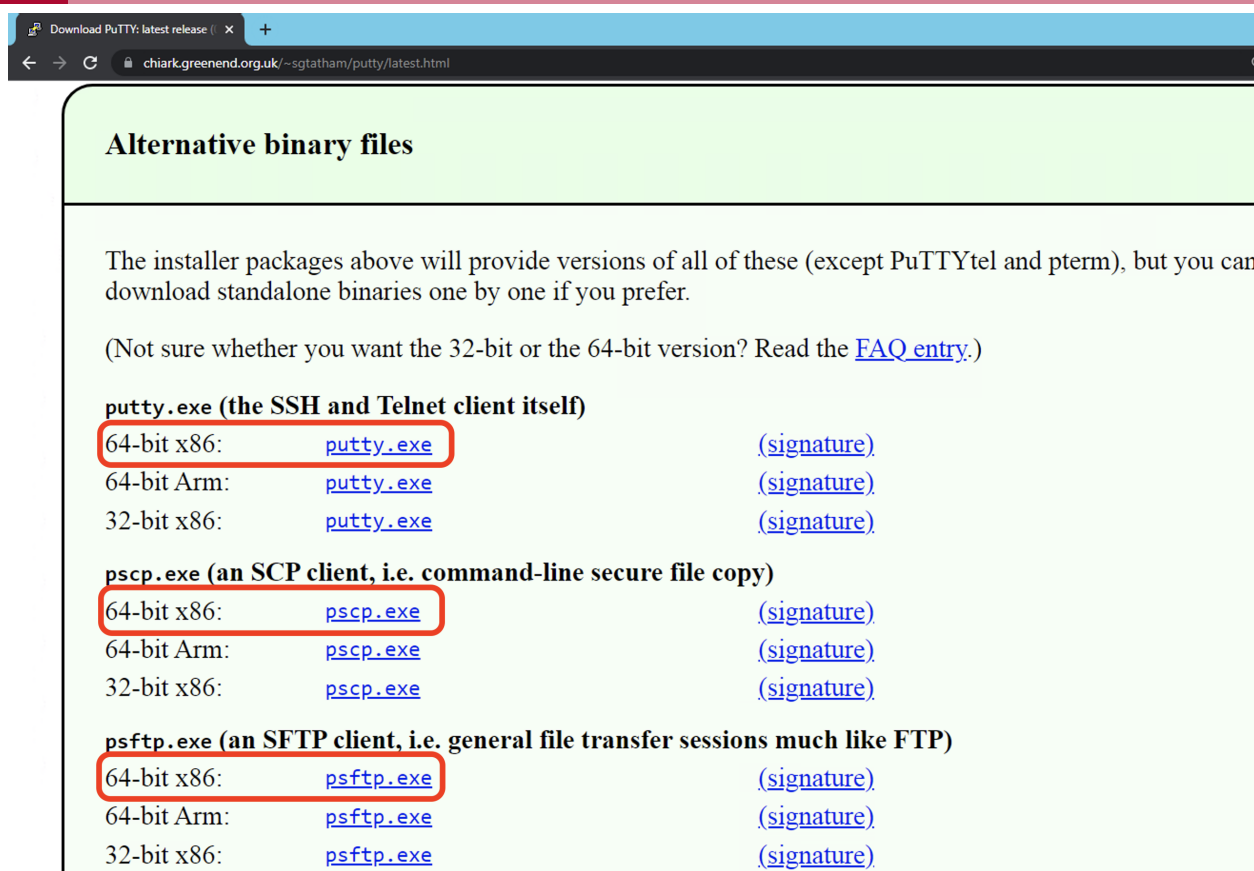 Download PuTTY: latest release (
chiark.greenend.org.uk/~sgtatham/putty/latest.html
Alternative binary files
The installer packages above will provide versions of all of these (except PuTTYtel and pterm), but you can
download standalone binaries one by one if you prefer.
(Not sure whether you want the 32-bit or the 64-bit version? Read the FAQ entry.)
putty.exe (the SSH and Telnet client itself)
64-bit x86: putty.exe (signature)
64-bit Arm: putty.exe (signature)
32-bit x86: putty.exe (signature)
pscp.exe (an SCP client, i.e. command-line secure file copy)
64-bit x86: pscp.exe (signature)
64-bit Arm: pscp.exe (signature)
32-bit x86: pscp.exe (signature)
psftp.exe (an SFTP client, i.e. general file transfer sessions much like FTP)
64-bit x86: psftp.exe (signature)
64-bit Arm: psftp.exe (signature)
32-bit x86: psftp.exe (signature)